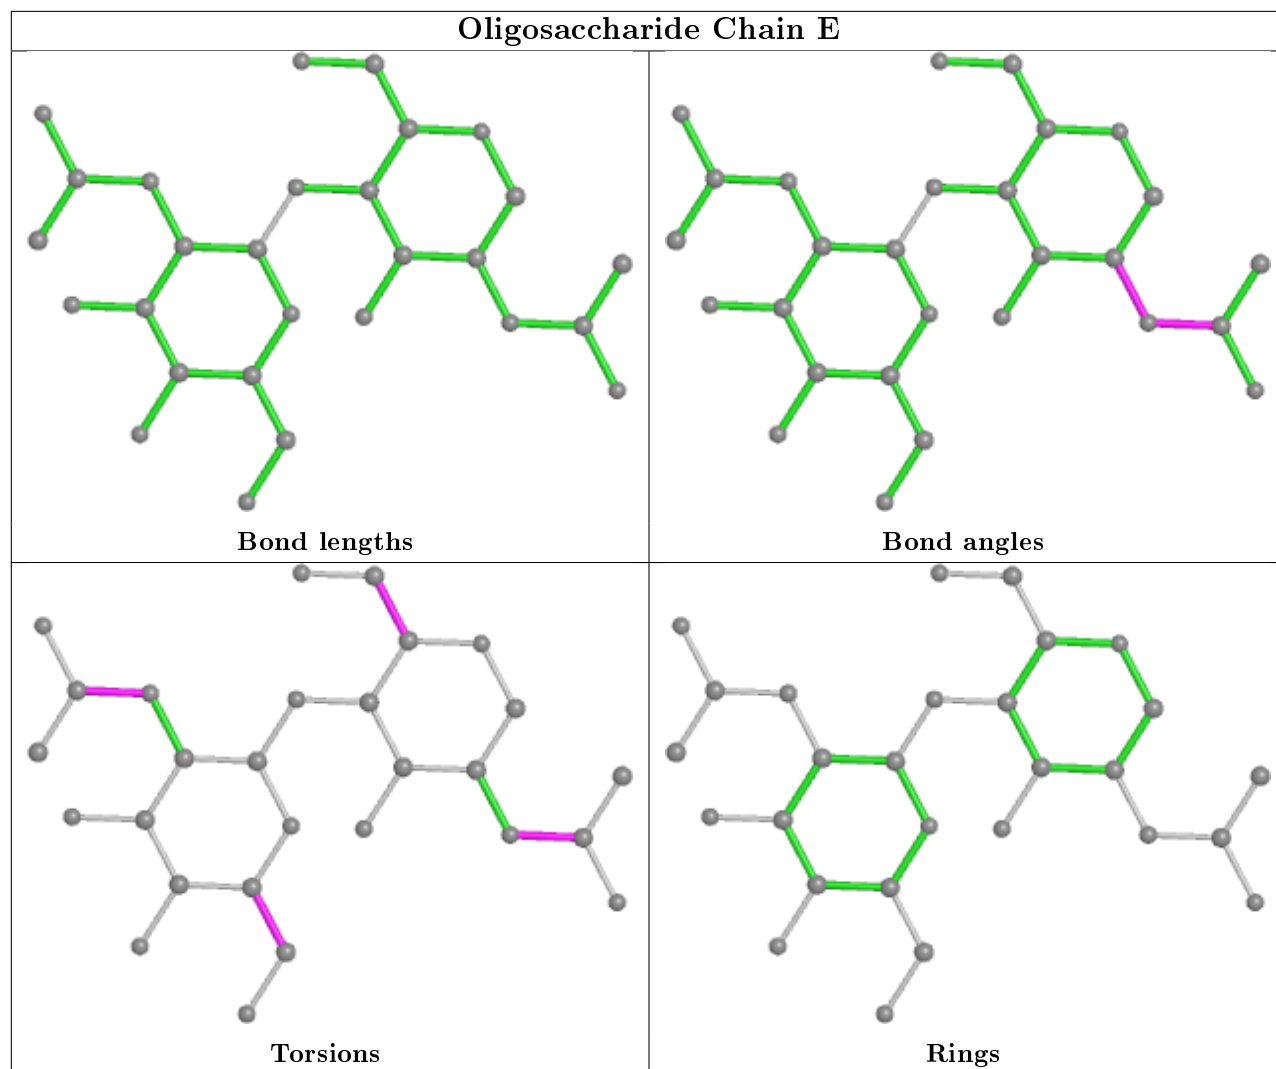 Oligosaccharide Chain E
Bond lengths
Bond angles
Torsions
Rings